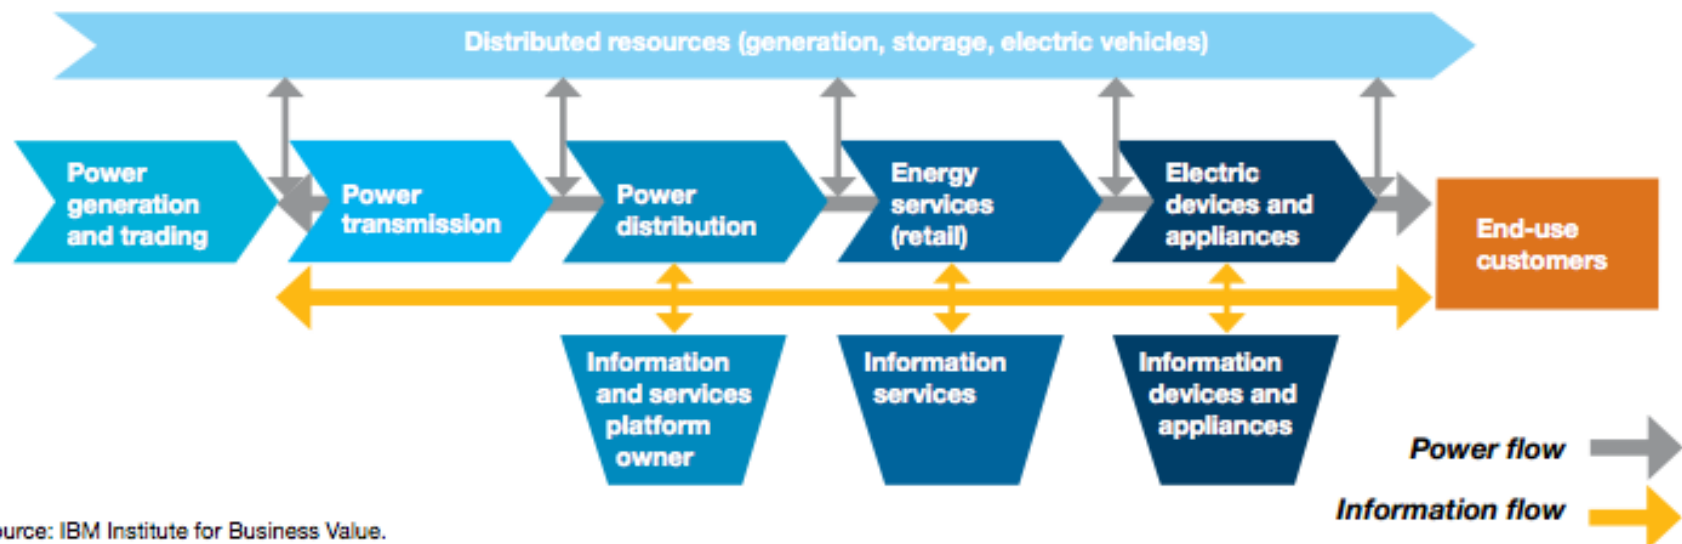 Distributed resources (generation, storage, electric vehicles)
Power
generation
and trading
Power
transmission
Power
distribution
Energy
services
(retail)
Electric
devices and
appliances
End-use
customers
Information
and services
platform
owner
Information
services
Information
devices and
appliances
Power flow
Information flow
ource: IBM Institute for Business Value.